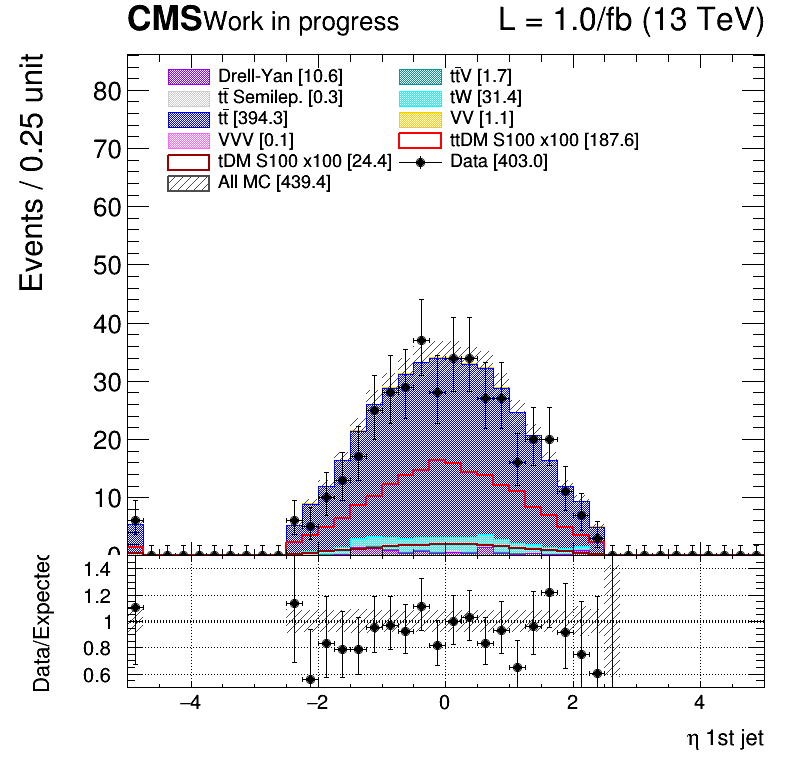 CMS Work in progress L = 1.0/fb (13 TeV)
Events / 0.25 unit
Drell-Yan [10.6] tt̄V [1.7]
tt̄ Semilep. [0.3] tW [31.4]
tt̄ [394.3] VV [1.1]
VVV [0.1] ttDM S100 x100 [187.6]
tDM S100 x100 [24.4] Data [403.0]
All MC [439.4]
80
70
60
50
40
30
20
10
0
Data/Expected
1.4
1.2
1
0.8
0.6
−4 −2 0 2 4
η 1st jet